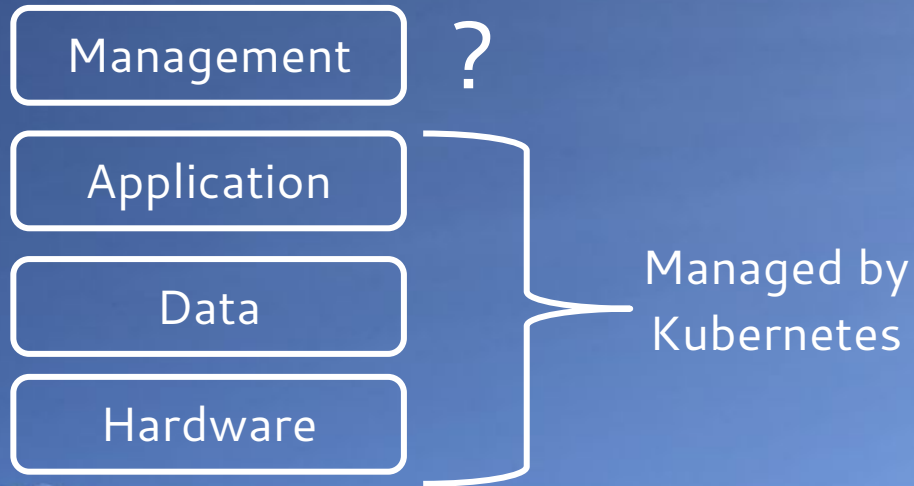 Management
?
Application
Data
Managed by
Kubernetes
Hardware